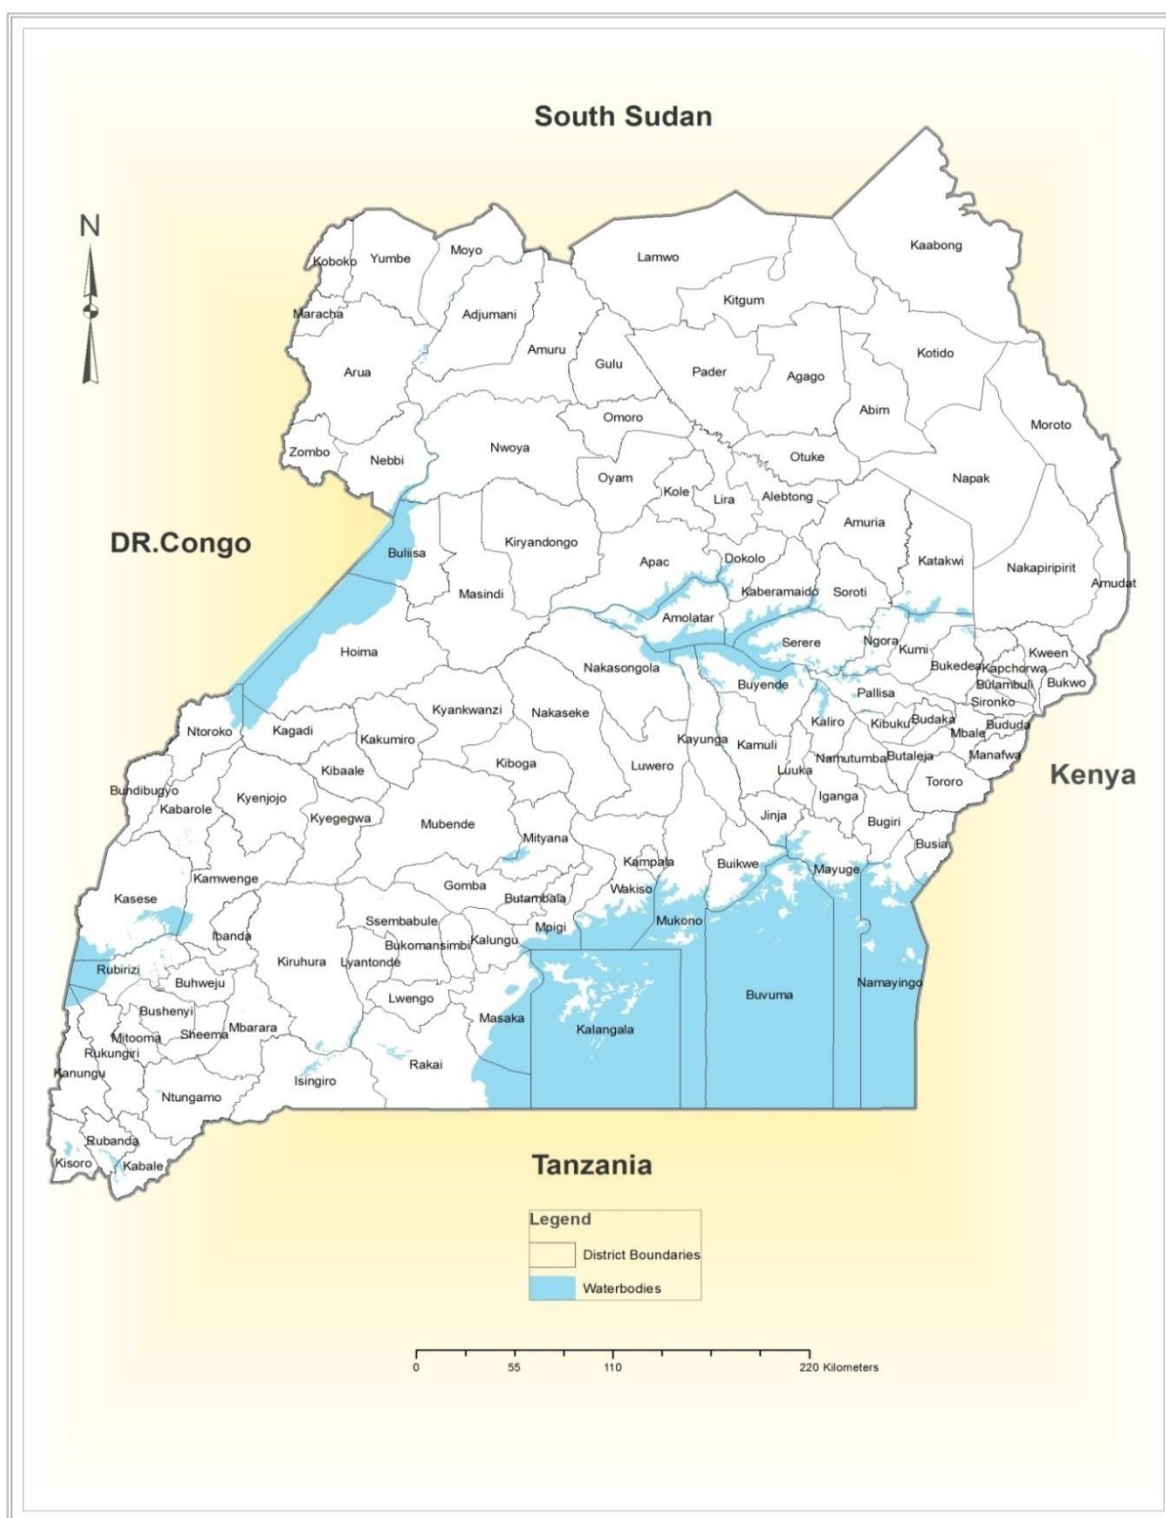 South Sudan
N
Kaabong
Moyo
Koboko
Yumbe
Lamwo
Kitgum
Maracha
Adjumani
Amuru
Gulu
Kotido
Arua
Pader
Agago
Abim
Omoro
Moroto
Zombo
Nebbi
Nwoya
Otuke
Oyam
Napak
Kole
Lira
Alebtong
Amuria
DR.Congo
Buliisa
Kiryandongo
Apac
Dokolo
Katakwi
Nakapiripirit
Amudat
Masindi
Kaberamaido
Soroti
Amolatar
Hoima
Serere
Ngora
Kumi
Kween
Nakasongola
Bukedea
Kapchorwa
Buyende
Bulambuli
Bukwo
Pallisa
Sironko
Kyankwanzi
Nakaseke
Kaliro
Kibuku
Budaka
Bududa
Ntoroko
Kagadi
Kakumiro
Kayunga
Kamuli
Mbale
Kibaale
Kiboga
Luwero
Luuka
Namutumba
Butaleja
Manafwa
Kenya
Tororo
Bundibugyo
Kabarole
Kyenjojo
Kyegegwa
Mubende
Iganga
Jinja
Bugiri
Mityana
Busia
Kampala
Buikwe
Mayuge
Kamwenge
Gomba
Wakiso
Kasese
Butambala
Ssembabule
Mpigi
Mukono
Ibanda
Bukomansimbi
Kalungu
Kiruhura
Lyantonde
Rubirizi
Buhweju
Namayingo
Lwengo
Buvuma
Bushenyi
Masaka
Kalangala
Mbarara
Sheema
Mitooma
Rukungiri
Rakai
Kanungu
Isingiro
Ntungamo
Rubanda
Kisoro
Kabale
Tanzania
Legend
District Boundaries
Waterbodies
0 55 110 220 Kilometers